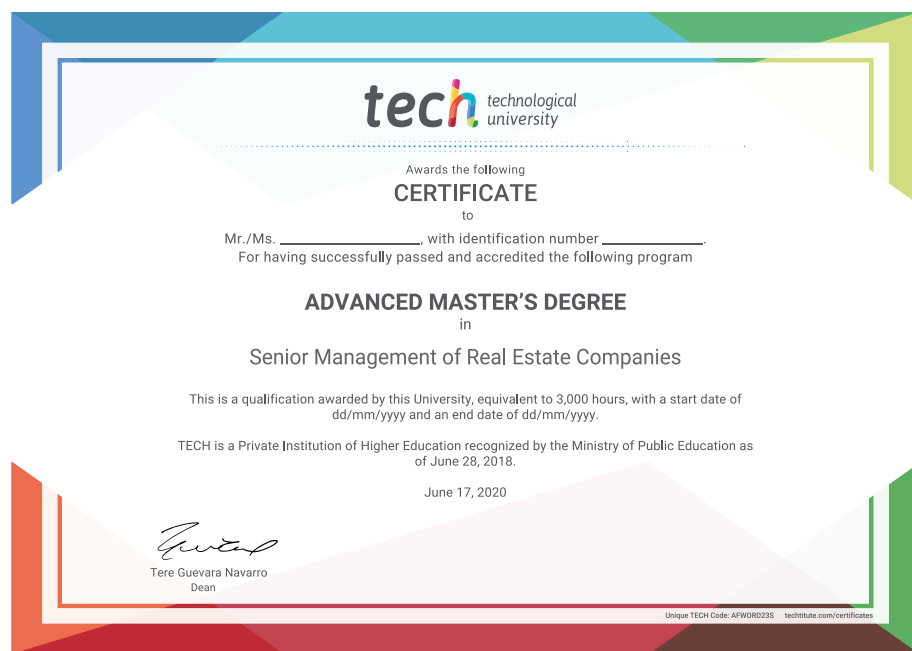 tech technological
university
Awards the following
CERTIFICATE
to
Mr./Ms. ____________________, with identification number ______________.
For having successfully passed and accredited the following program
ADVANCED MASTER'S DEGREE
in
Senior Management of Real Estate Companies
This is a qualification awarded by this University, equivalent to 3,000 hours, with a start date of
dd/mm/yyyy and an end date of dd/mm/yyyy.
TECH is a Private Institution of Higher Education recognized by the Ministry of Public Education as
of June 28, 2018.
June 17, 2020
Tere Guevara Navarro
Dean
Unique TECH Code: AFWORD23S techtitute.com/certificates